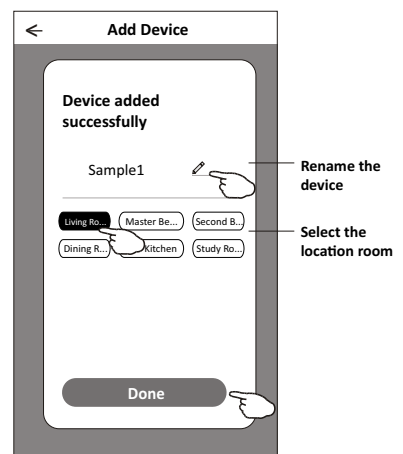 Add Device
Device added
successfully
Sample1
Rename the
device
Living Ro...
Master Be...
Second B...
Select the
location room
Dining R...
Kitchen
Study Ro...
Done